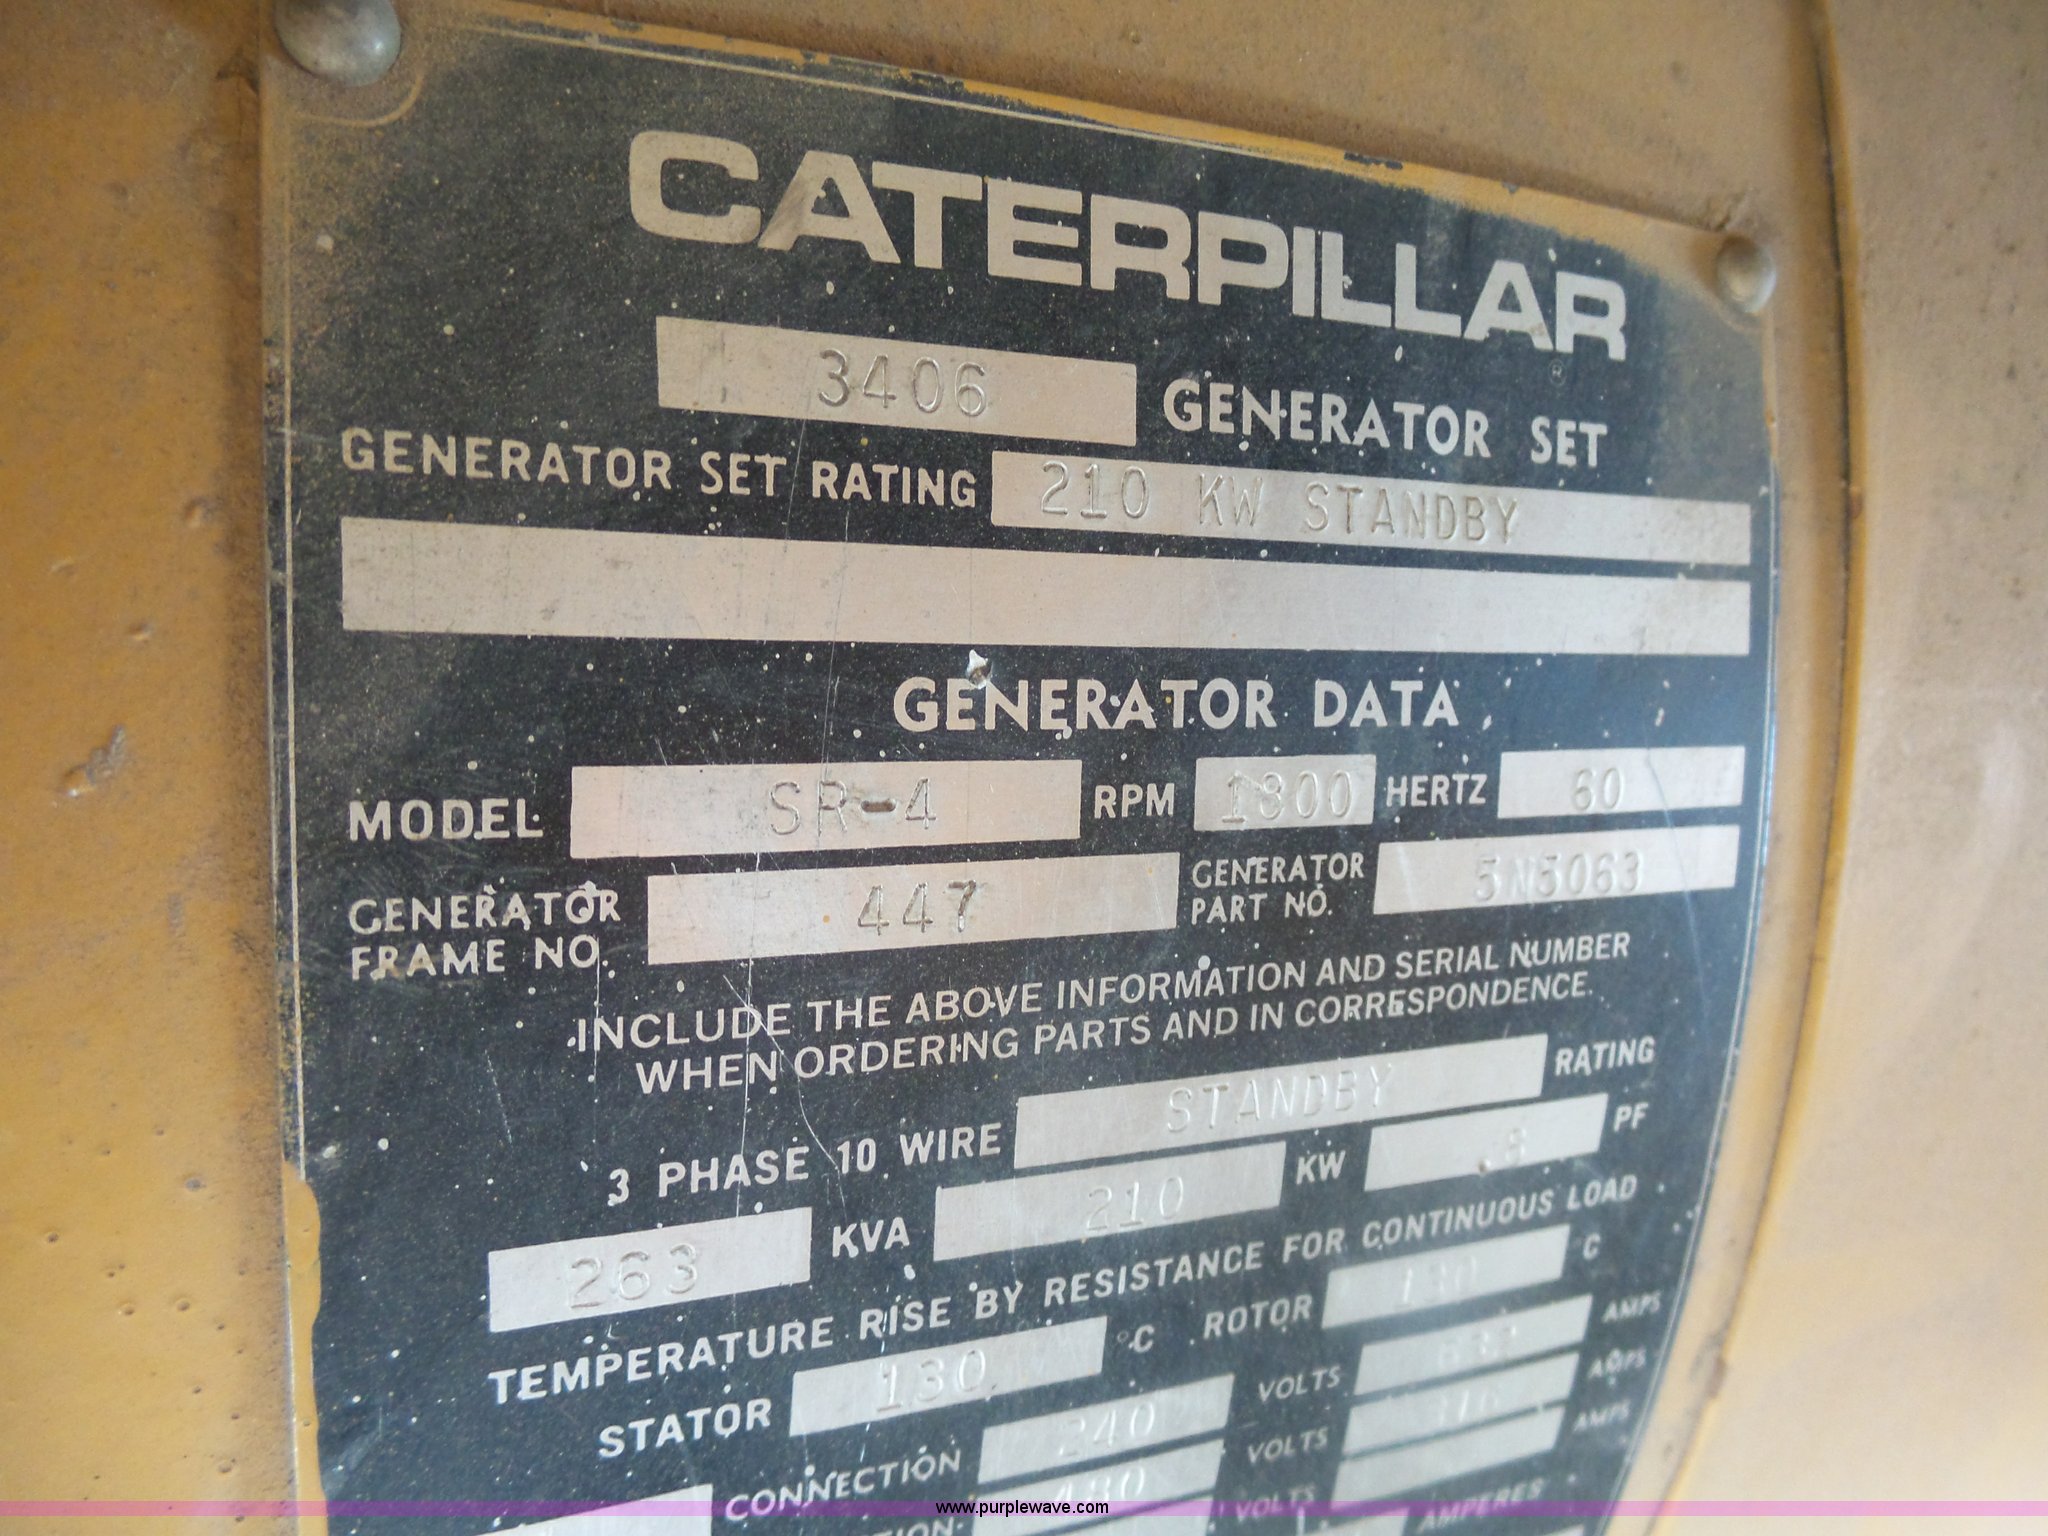 CATERPILLAR ®
3406 GENERATOR SET
GENERATOR SET RATING 210 KW STANDBY
GENERATOR DATA
MODEL SR-4 RPM 1800 HERTZ 60
GENERATOR FRAME NO. 447 GENERATOR PART NO. 5N5063
INCLUDE THE ABOVE INFORMATION AND SERIAL NUMBER
WHEN ORDERING PARTS AND IN CORRESPONDENCE.
3 PHASE 10 WIRE STANDBY RATING
263 KVA 210 KW .8 PF
TEMPERATURE RISE BY RESISTANCE FOR CONTINUOUS LOAD
STATOR 130 °C ROTOR 130 C
CONNECTION 240 VOLTS 632 AMPS
480 VOLTS 316 AMPS
VOLTS AMPS
AMPERES
www.purplewave.com